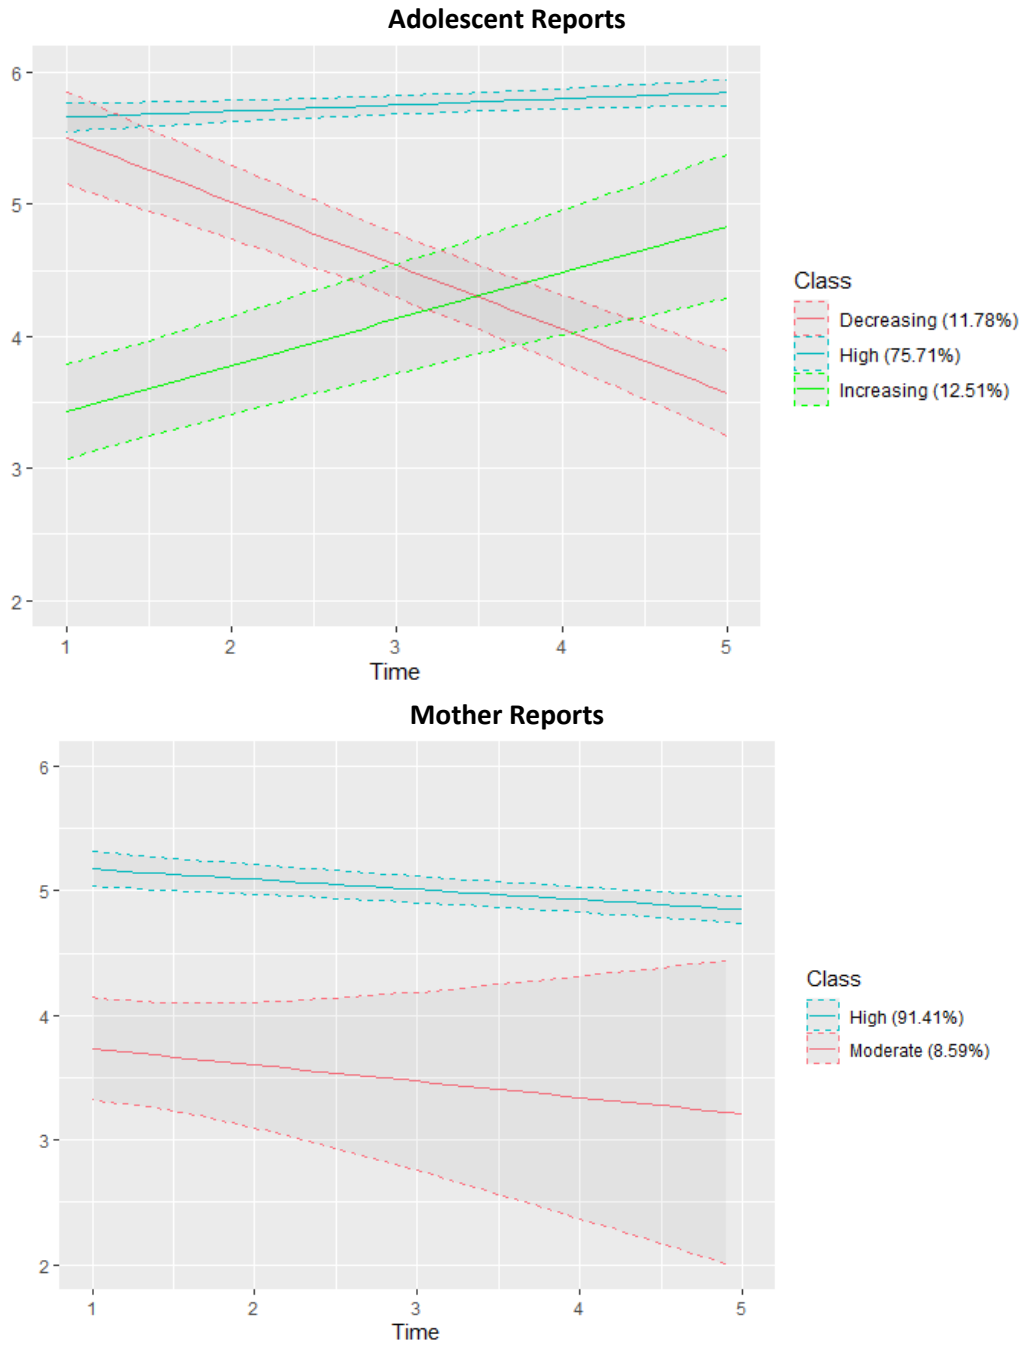 Adolescent Reports
6
5
4
3
2
1 2 3 4 5
Time
Class
Decreasing (11.78%)
High (75.71%)
Increasing (12.51%)
Mother Reports
6
5
4
3
2
1 2 3 4 5
Time
Class
High (91.41%)
Moderate (8.59%)